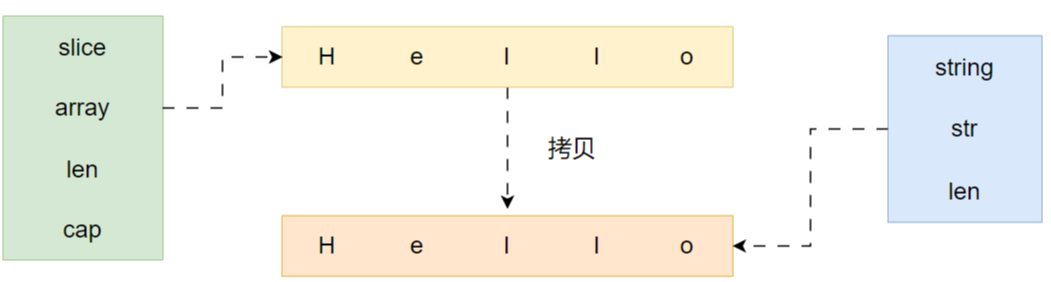 slice
array
len
cap
H e l l o
拷贝
H e l l o
string
str
len